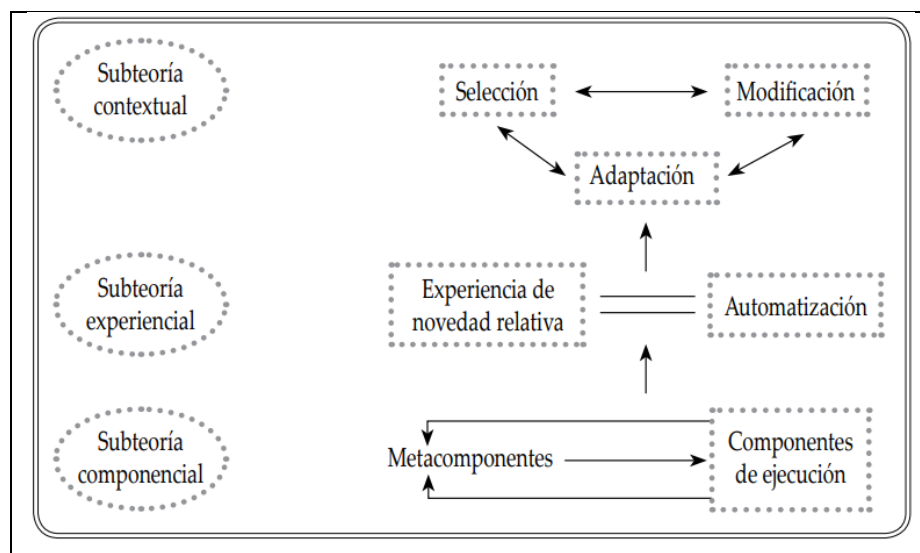 Subteoría
contextual
Selección
Modificación
Adaptación
Subteoría
experiencial
Experiencia de
novedad relativa
Automatización
Subteoría
componencial
Metacomponentes
Componentes
de ejecución